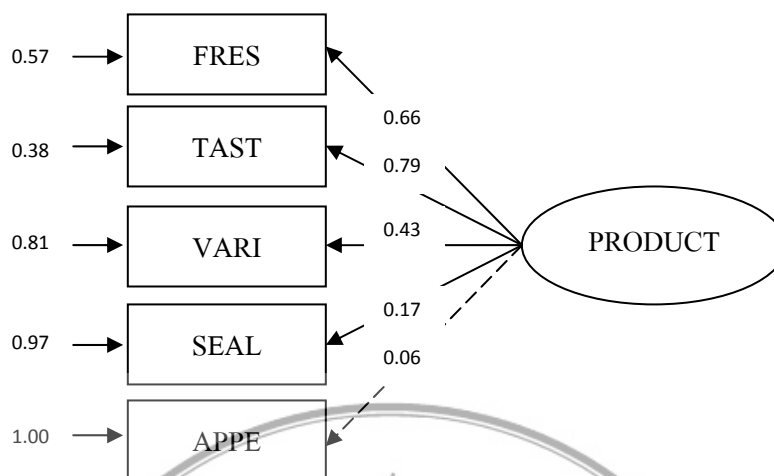 0.57
FRES
0.66
0.38
TAST
0.79
0.81
VARI
0.43
PRODUCT
0.97
SEAL
0.17
0.06
1.00
APPE